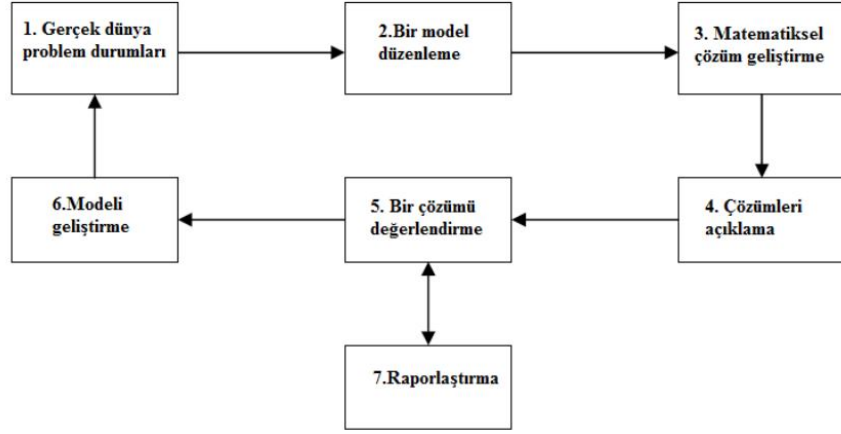 1. Gerçek dünya
problem durumları
2.Bir model
düzenleme
3. Matematiksel
çözüm geliştirme
4. Çözümleri
açıklama
5. Bir çözümü
değerlendirme
6.Modeli
geliştirme
7.Raporlaştırma